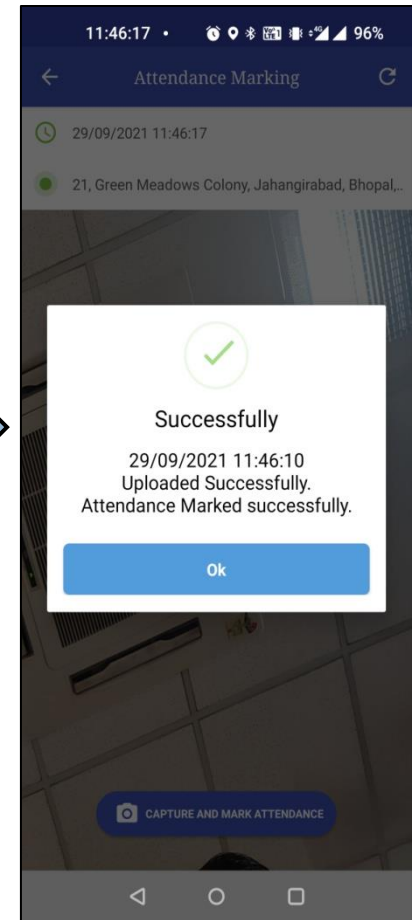 11:46:17 • 96%
Attendance Marking
29/09/2021 11:46:17
21, Green Meadows Colony, Jahangirabad, Bhopal,..
Successfully
29/09/2021 11:46:10
Uploaded Successfully.
Attendance Marked successfully.
Ok
CAPTURE AND MARK ATTENDANCE